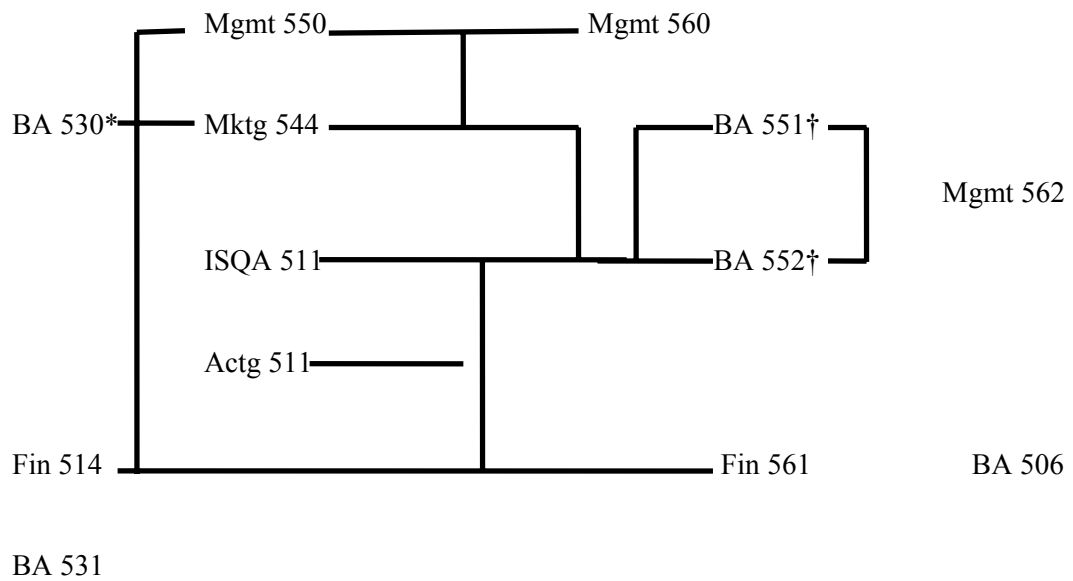 Mgmt 550 Mgmt 560
BA 530* Mktg 544 BA 551†
Mgmt 562
ISQA 511 BA 552†
Actg 511
Fin 514 Fin 561 BA 506
BA 531